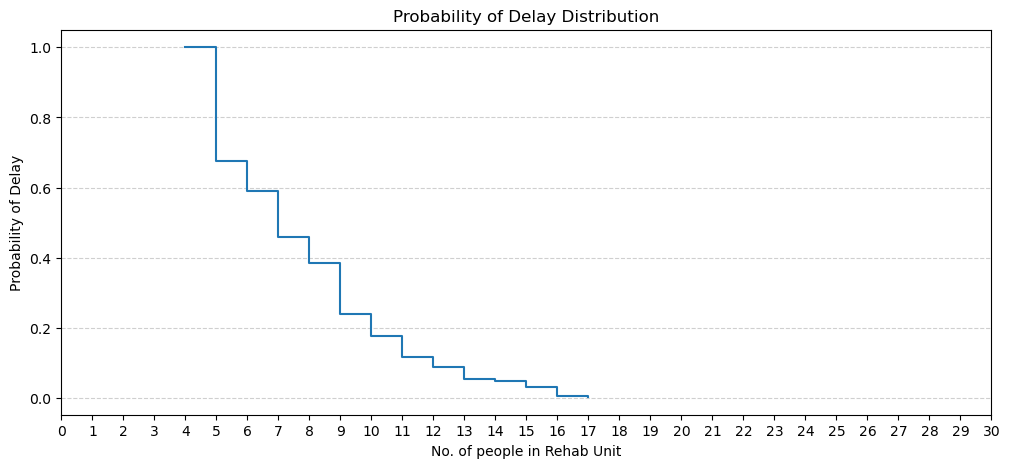 Probability of Delay Distribution
Probability of Delay
1.0
0.8
0.6
0.4
0.2
0.0
0 1 2 3 4 5 6 7 8 9 10 11 12 13 14 15 16 17 18 19 20 21 22 23 24 25 26 27 28 29 30
No. of people in Rehab Unit